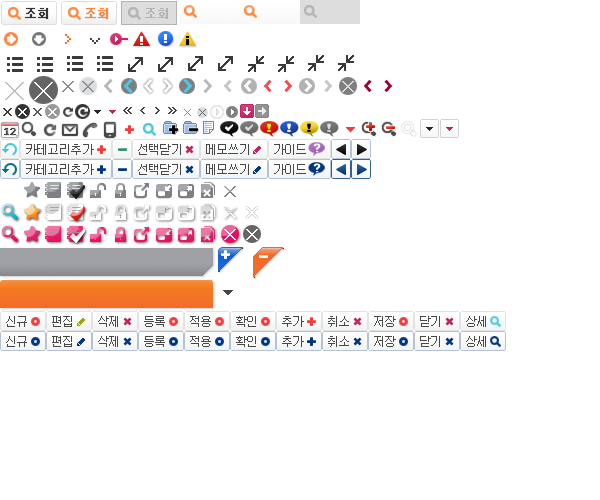 조회 조회 조회
12
카테고리추가 선택닫기 메모쓰기 가이드
카테고리추가 선택닫기 메모쓰기 가이드
신규 편집 삭제 등록 적용 확인 추가 취소 저장 닫기 상세
신규 편집 삭제 등록 적용 확인 추가 취소 저장 닫기 상세